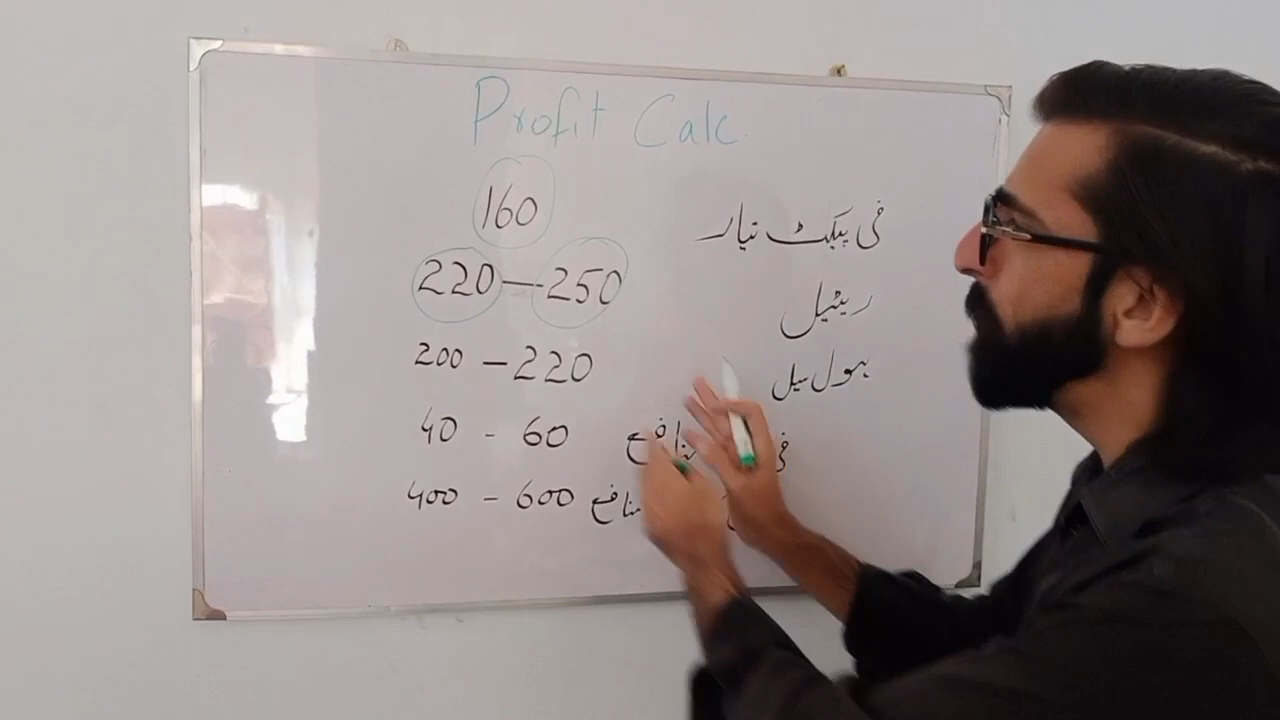 Profit Calc.
160 فی پیکٹ تیار
220 — 250 ریٹیل
200 — 220 ہول سیل
40 - 60 فی منافع
400 - 600 منافع